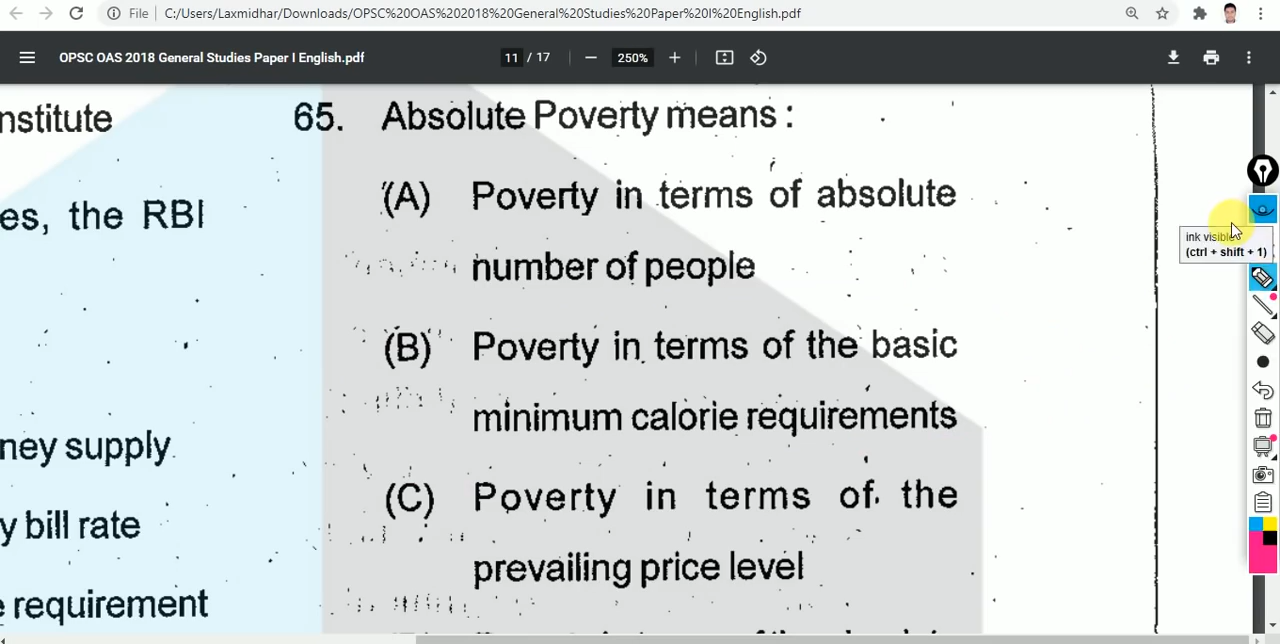 File C:/Users/Laxmidhar/Downloads/OPSC%20OAS%202018%20General%20Studies%20Paper%20I%20English.pdf
OPSC OAS 2018 General Studies Paper I English.pdf 11 / 17 250%
nstitute
es, the RBI
ney supply
y bill rate
e requirement
65. Absolute Poverty means :
(A) Poverty in terms of absolute
number of people
(B) Poverty in terms of the basic
minimum calorie requirements
(C) Poverty in terms of the
prevailing price level
ink visible
(ctrl + shift + 1)